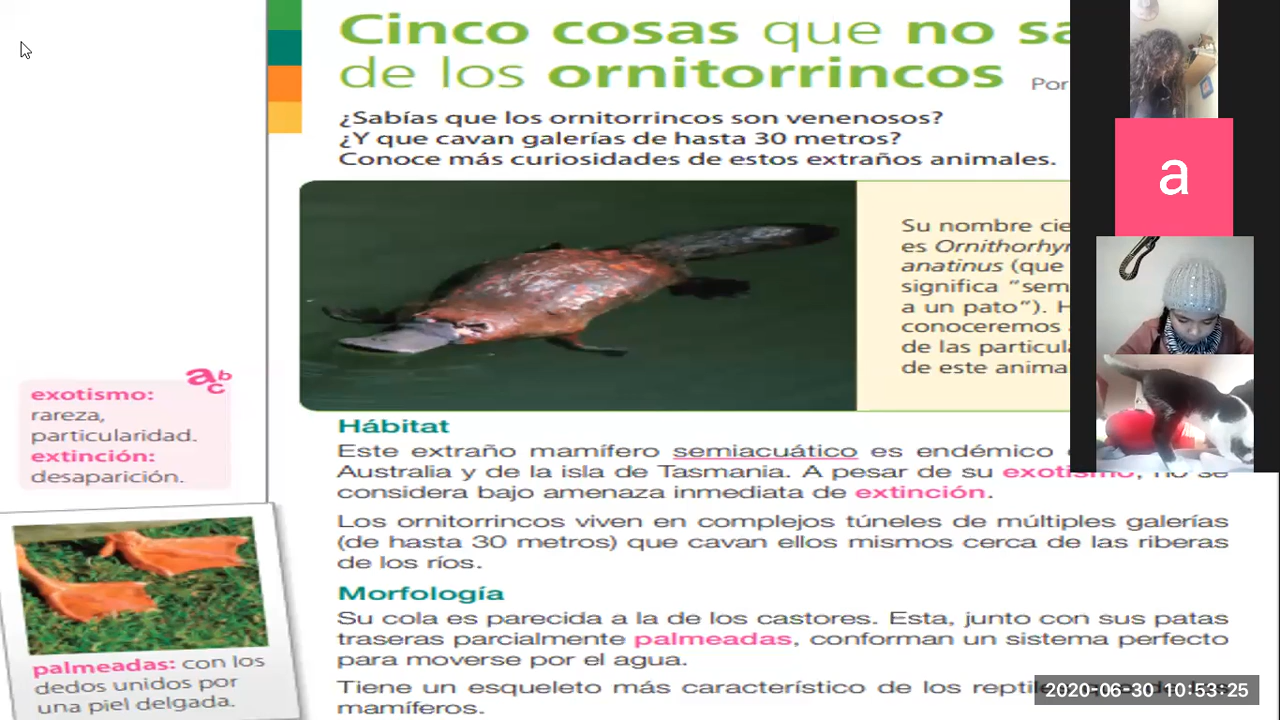 Cinco cosas que no
de los ornitorrincos Por
¿Sabías que los ornitorrincos son venenosos?
¿Y que cavan galerías de hasta 30 metros?
Conoce más curiosidades de estos extraños animales.
Su nombre
es
anatinus (que
significa
a un pato").
conoceremos
de las
de este
a b c
exotismo:
rareza,
particularidad.
extinción:
desaparición.
Hábitat
Este extraño mamífero semiacuático es endémico
Australia y de la isla de Tasmania. A pesar de su exotismo, no se
considera bajo amenaza inmediata de extinción.
Los ornitorrincos viven en complejos túneles de múltiples galerías
(de hasta 30 metros) que cavan ellos mismos cerca de las riberas
de los ríos.
Morfología
Su cola es parecida a la de los castores. Esta, junto con sus patas
traseras parcialmente palmeadas, conforman un sistema perfecto
para moverse por el agua.
Tiene un esqueleto más característico de los
mamíferos.
palmeadas: con los
dedos unidos por
una piel delgada.
a
2020-06-30 10:53:25